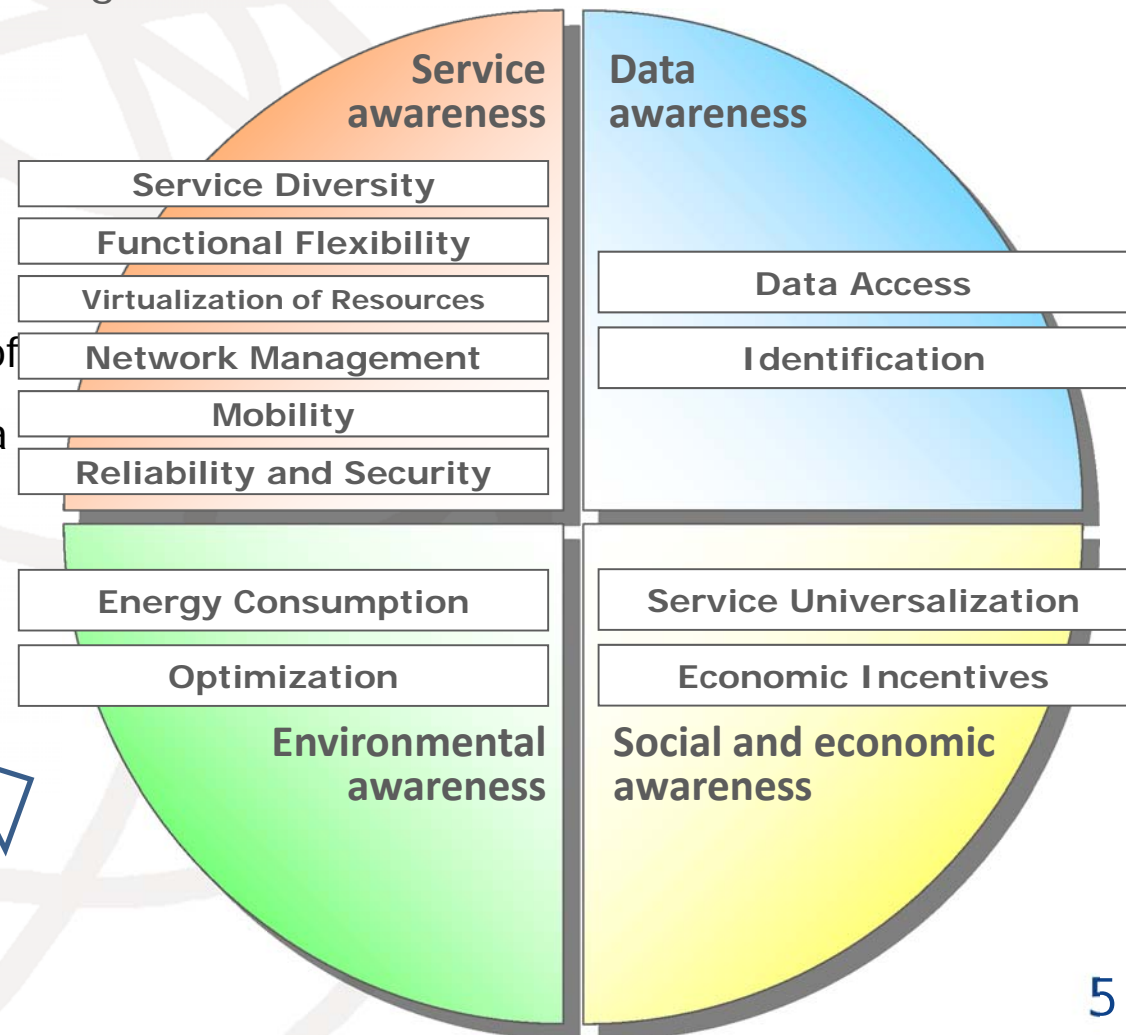 g
Service
awareness
Service Diversity
Functional Flexibility
Virtualization of Resources
of
Network Management
Mobility
a
Reliability and Security
Data
awareness
Data Access
Identification
Energy Consumption
Optimization
Environmental
awareness
Service Universalization
Economic Incentives
Social and economic
awareness
5